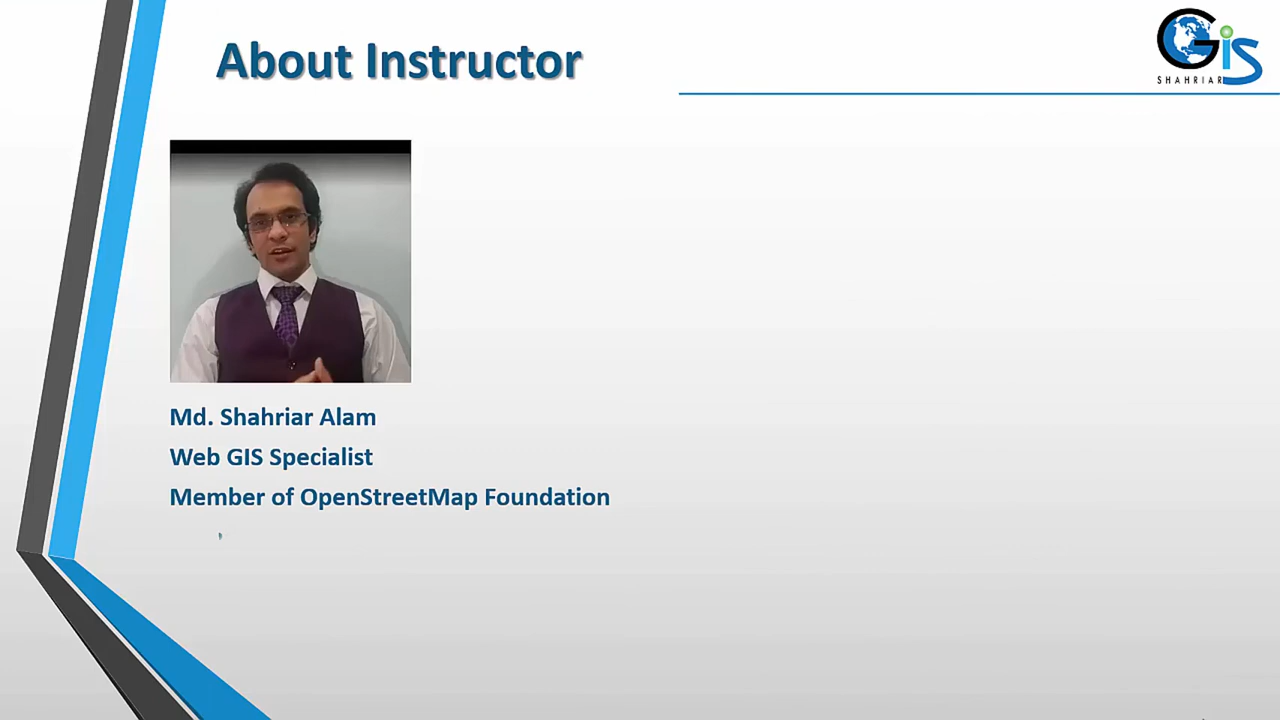 About Instructor
GIS
SHAHRIAR
Md. Shahriar Alam
Web GIS Specialist
Member of OpenStreetMap Foundation